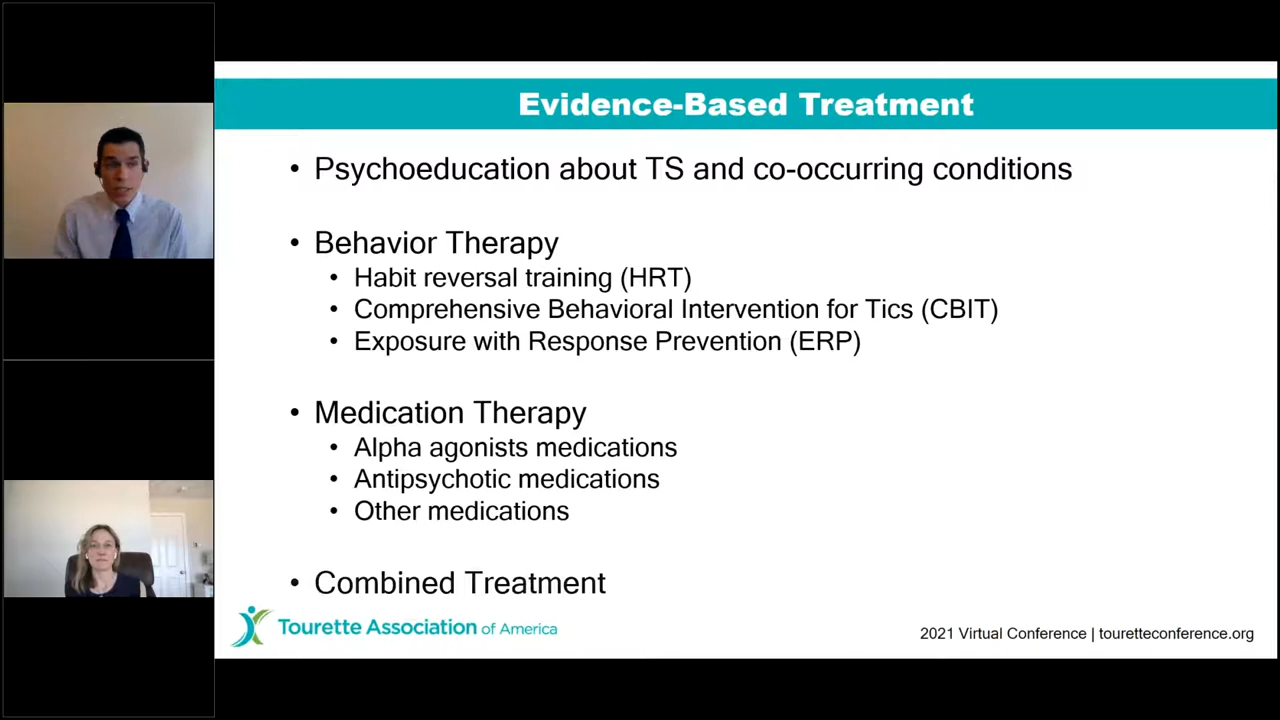 Evidence-Based Treatment
• Psychoeducation about TS and co-occurring conditions
• Behavior Therapy
• Habit reversal training (HRT)
• Comprehensive Behavioral Intervention for Tics (CBIT)
• Exposure with Response Prevention (ERP)
• Medication Therapy
• Alpha agonists medications
• Antipsychotic medications
• Other medications
• Combined Treatment
Tourette Association of America
2021 Virtual Conference | touretteconference.org